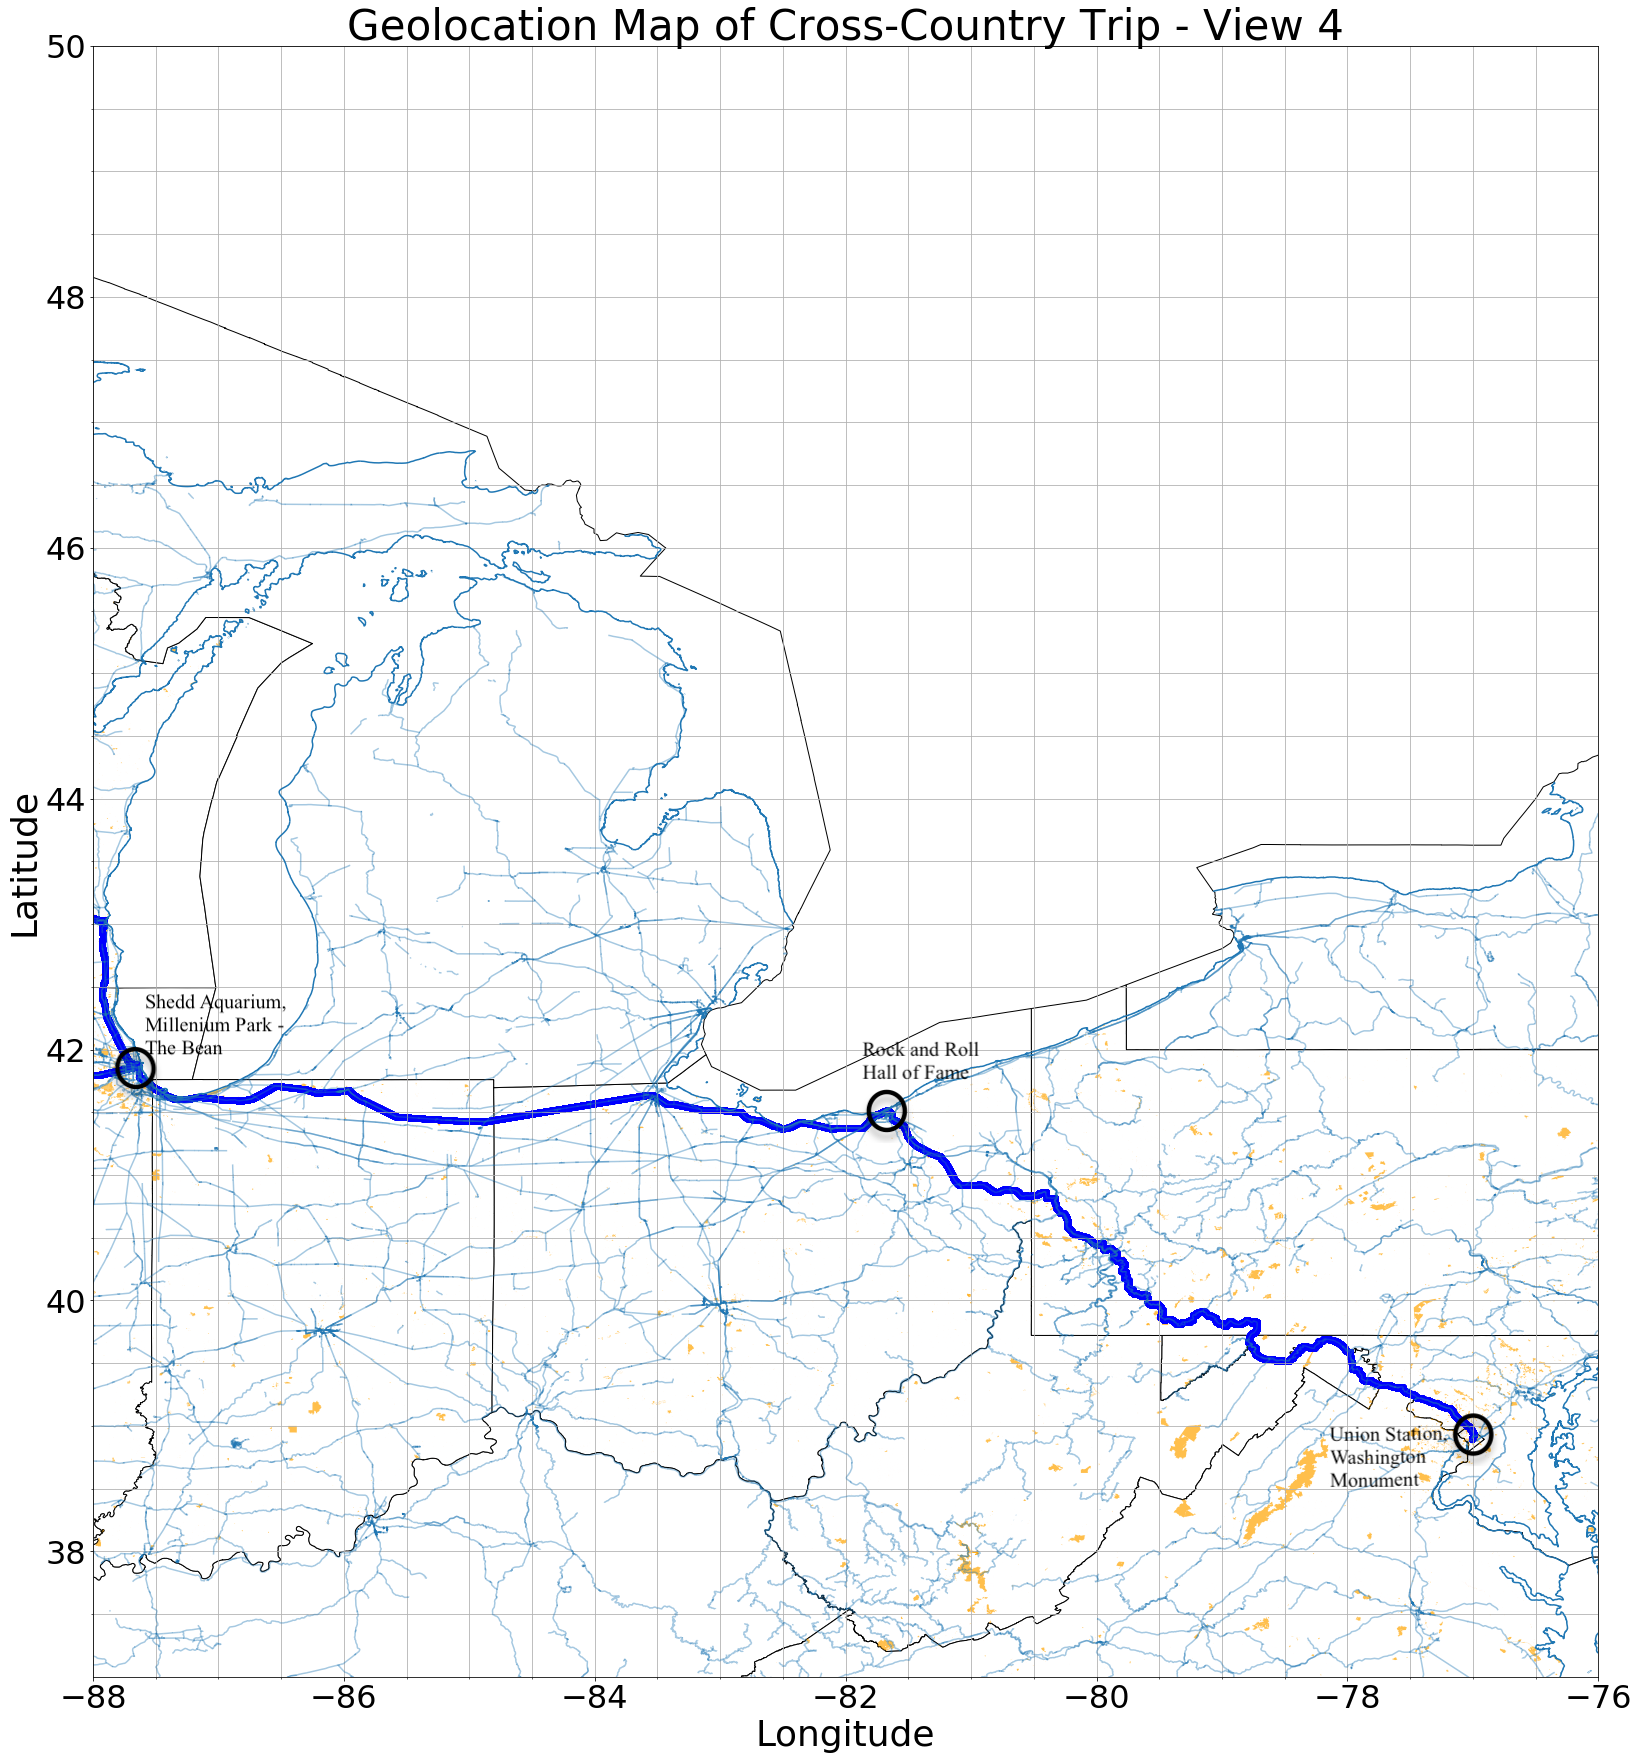 Geolocation Map of Cross-Country Trip - View 4
50
48
46
44
42
40
38
Latitude
Shedd Aquarium,
Millenium Park -
The Bean
Rock and Roll
Hall of Fame
Union Station,
Washington
Monument
−88
−86
−84
−82
−80
−78
−76
Longitude